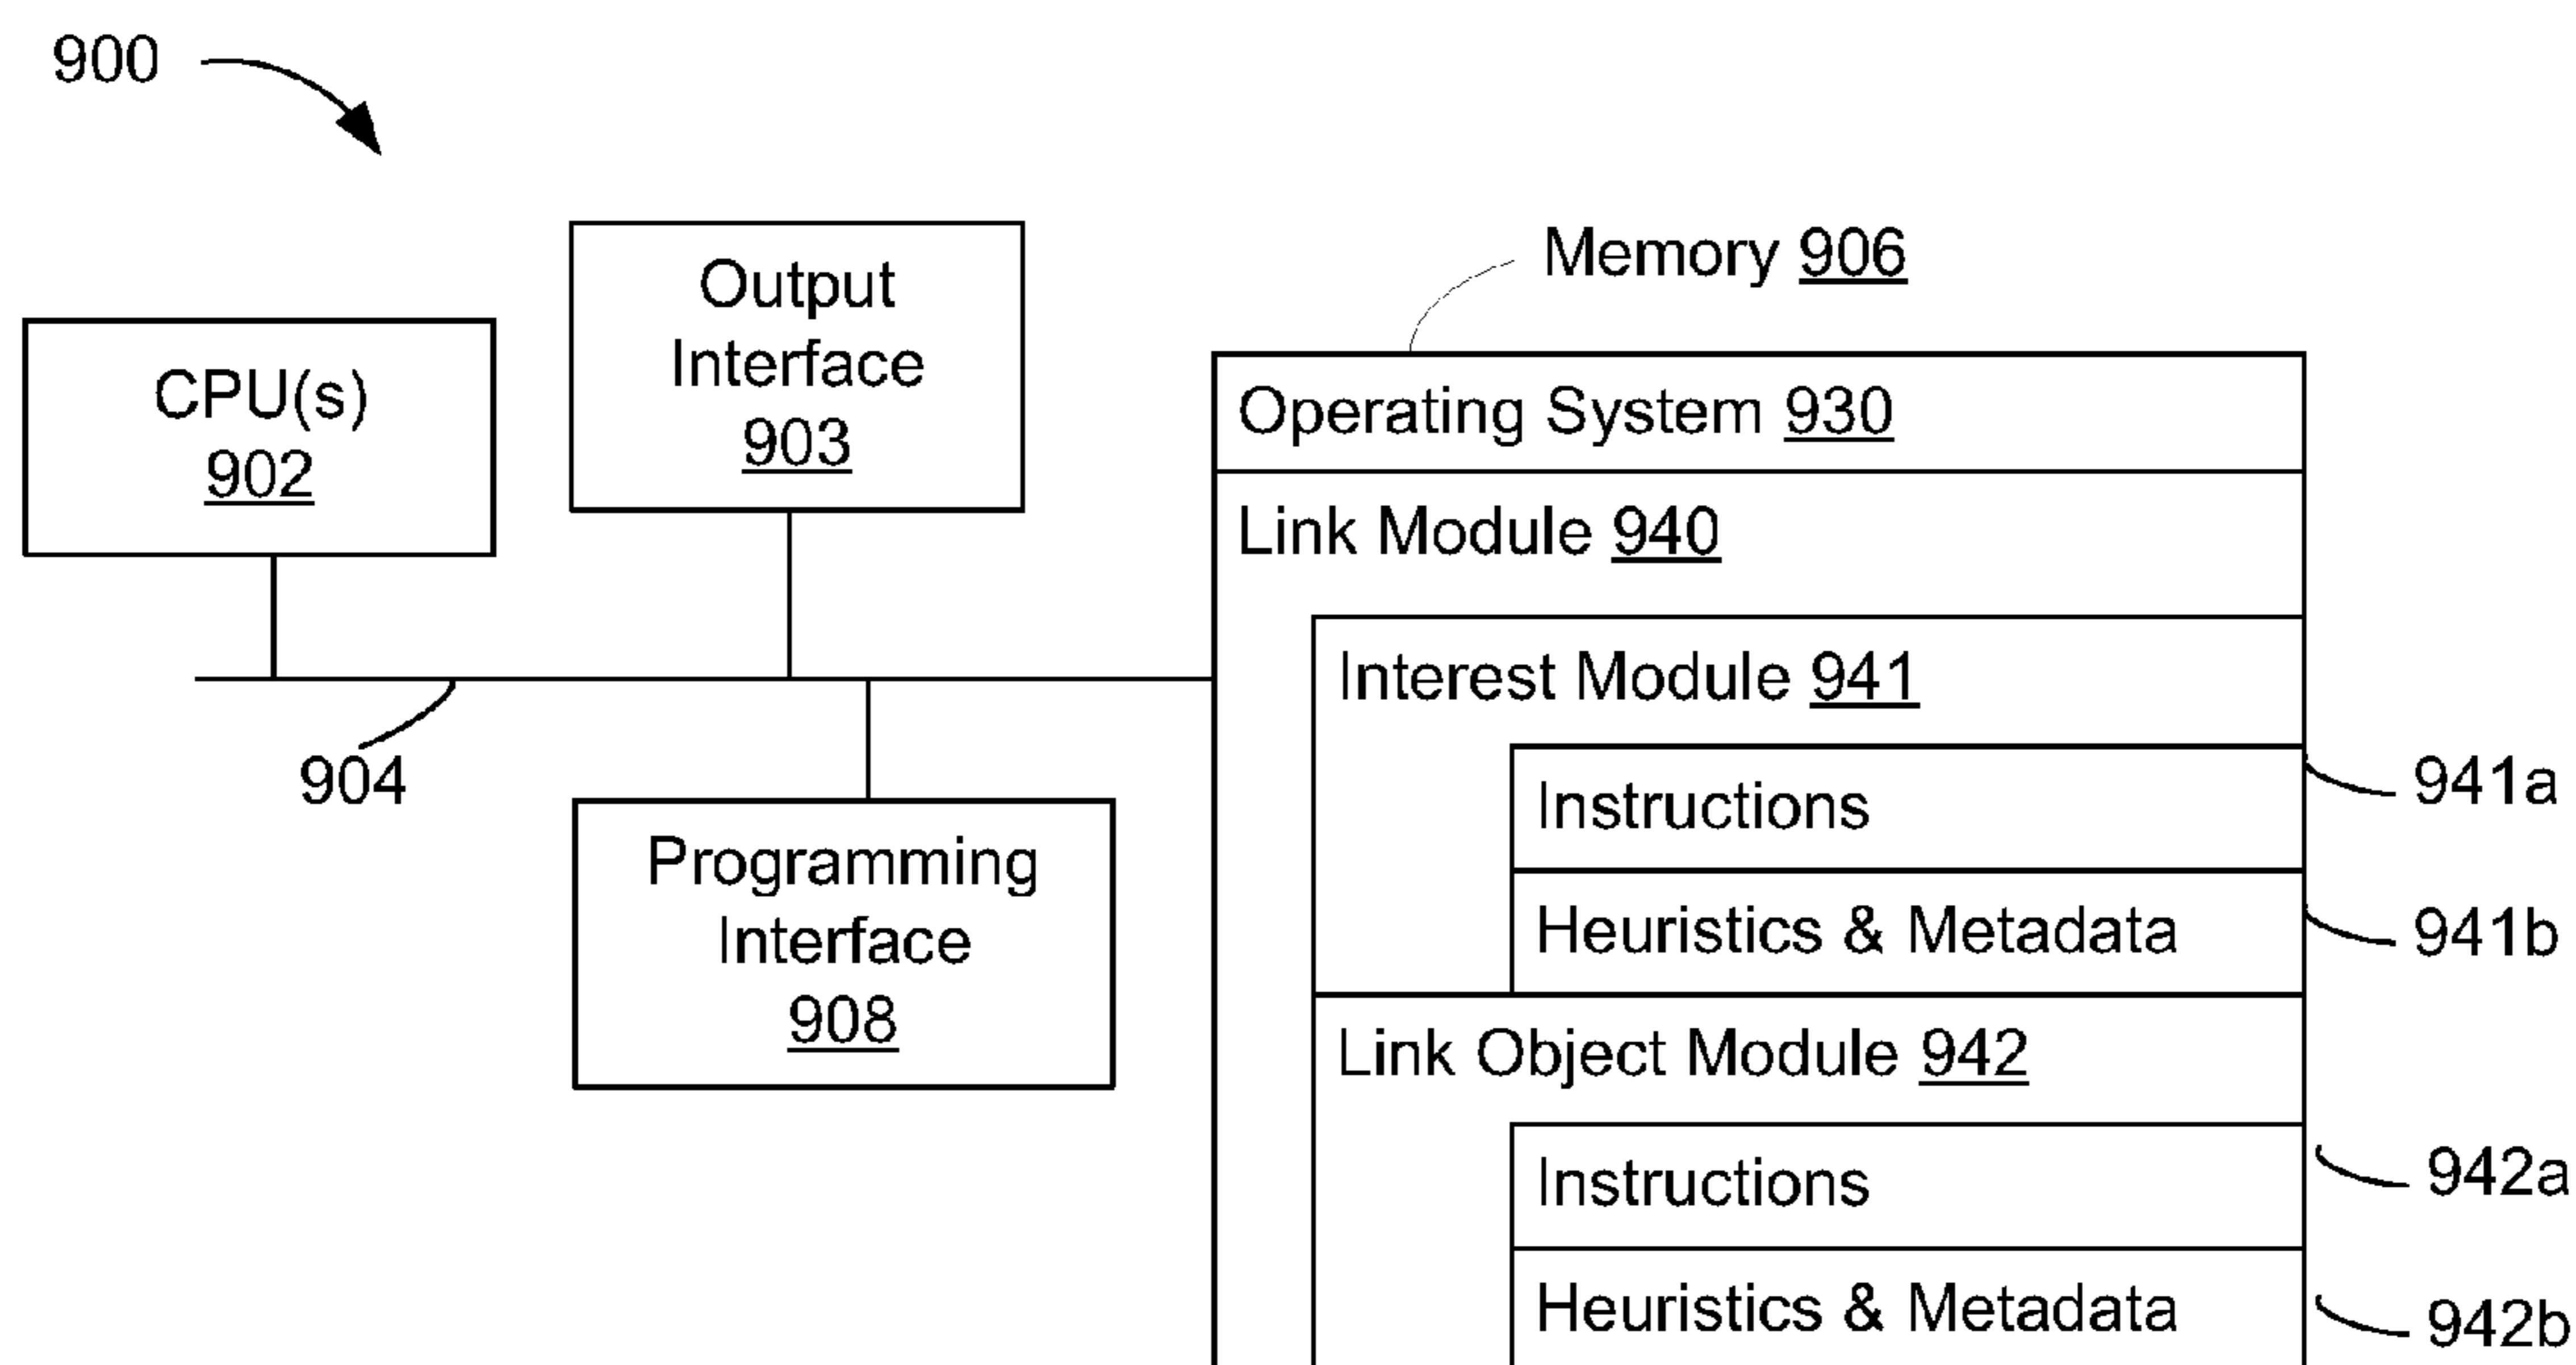 900
CPU(s)
902
Output
Interface
903
904
Programming
Interface
908
Memory 906
Operating System 930
Link Module 940
Interest Module 941
Instructions
941a
Heuristics & Metadata
941b
Link Object Module 942
Instructions
942a
Heuristics & Metadata
942b